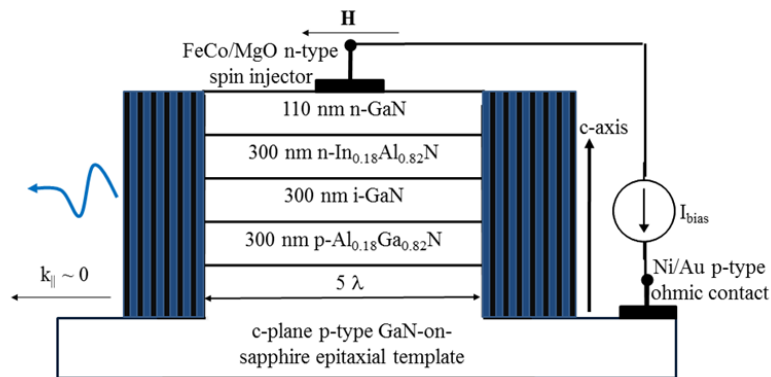 H
FeCo/MgO n-type
spin injector
110 nm n-GaN
c-axis
300 nm n-In0.18Al0.82N
300 nm i-GaN
Ibias
300 nm p-Al0.18Ga0.82N
Ni/Au p-type
ohmic contact
k|| ~ 0
5 λ
c-plane p-type GaN-on-
sapphire epitaxial template